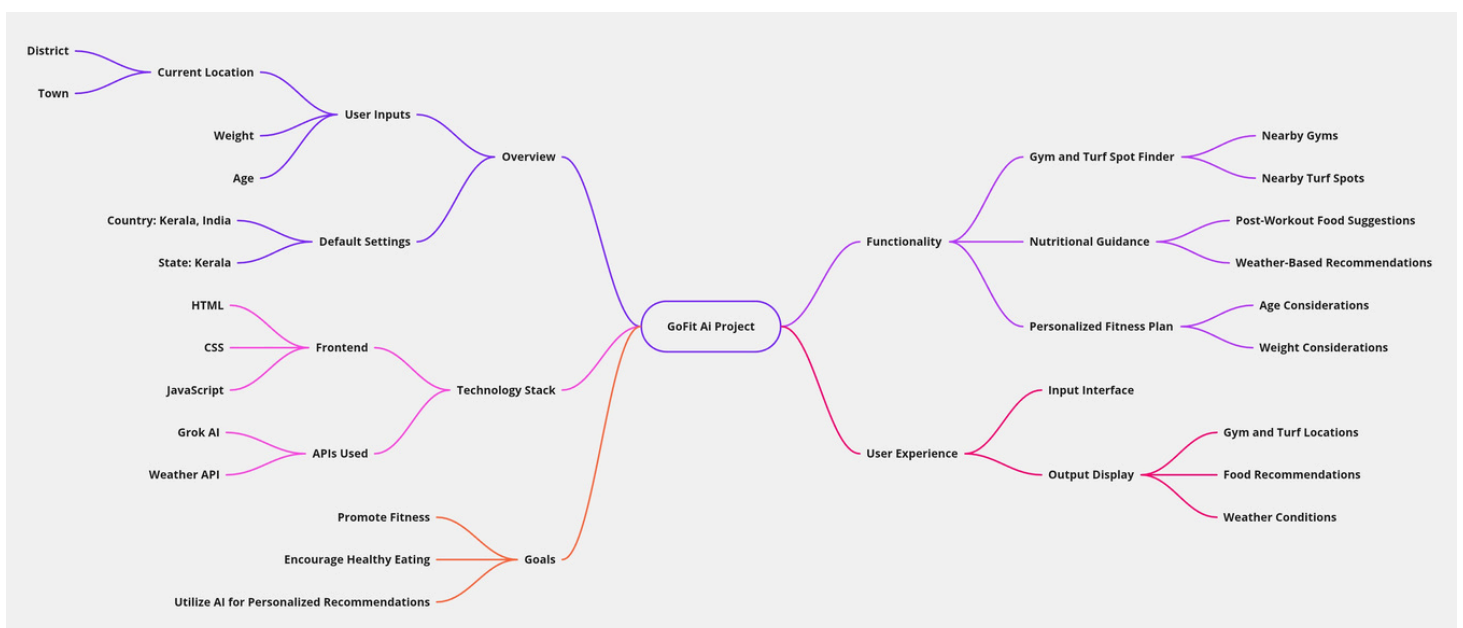 GoFit Ai Project
Overview
User Inputs
Current Location
District
Town
Weight
Age
Default Settings
Country: Kerala, India
State: Kerala
Technology Stack
Frontend
HTML
CSS
JavaScript
APIs Used
Grok AI
Weather API
Goals
Promote Fitness
Encourage Healthy Eating
Utilize AI for Personalized Recommendations
Functionality
Gym and Turf Spot Finder
Nearby Gyms
Nearby Turf Spots
Nutritional Guidance
Post-Workout Food Suggestions
Weather-Based Recommendations
Personalized Fitness Plan
Age Considerations
Weight Considerations
User Experience
Input Interface
Output Display
Gym and Turf Locations
Food Recommendations
Weather Conditions